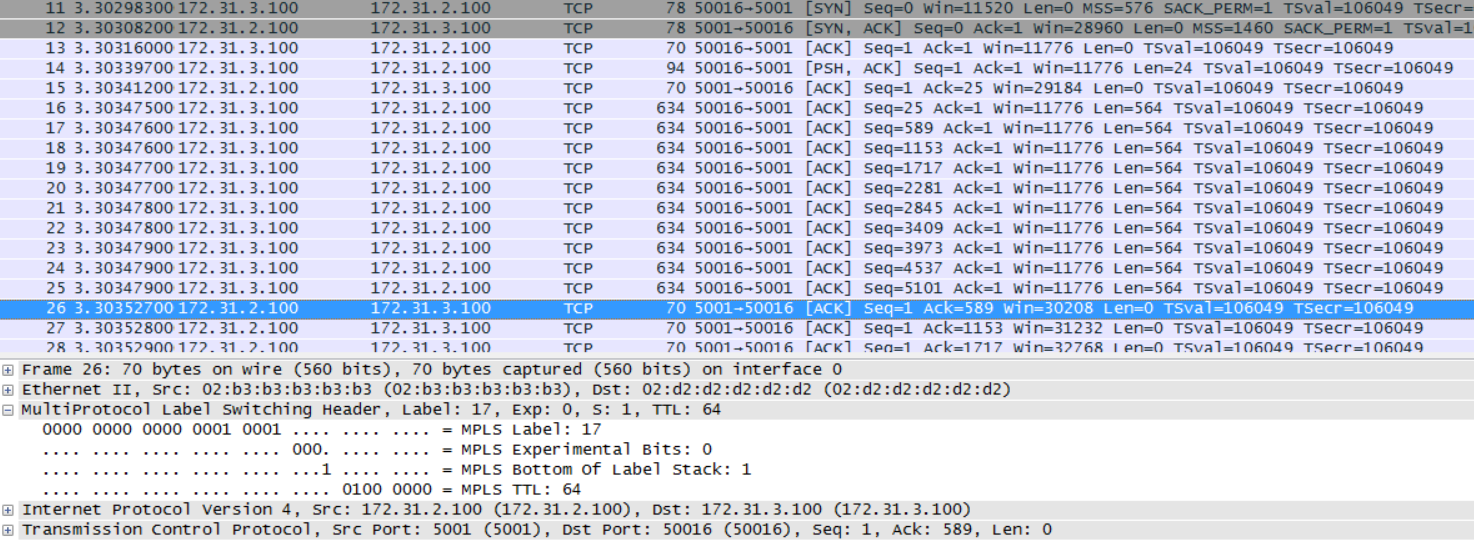 11 3.30298300 172.31.3.100 172.31.2.100 TCP 78 50016→5001 [SYN] Seq=0 Win=11520 Len=0 MSS=576 SACK_PERM=1 TSval=106049 TSecr=
12 3.30308200 172.31.2.100 172.31.3.100 TCP 78 5001→50016 [SYN, ACK] Seq=0 Ack=1 Win=28960 Len=0 MSS=1460 SACK_PERM=1 TSval=1
13 3.30316000 172.31.3.100 172.31.2.100 TCP 70 50016→5001 [ACK] Seq=1 Ack=1 Win=11776 Len=0 TSval=106049 TSecr=106049
14 3.30339700 172.31.3.100 172.31.2.100 TCP 94 50016→5001 [PSH, ACK] Seq=1 Ack=1 Win=11776 Len=24 TSval=106049 TSecr=106049
15 3.30341200 172.31.2.100 172.31.3.100 TCP 70 5001→50016 [ACK] Seq=1 Ack=25 Win=29184 Len=0 TSval=106049 TSecr=106049
16 3.30347500 172.31.3.100 172.31.2.100 TCP 634 50016→5001 [ACK] Seq=25 Ack=1 Win=11776 Len=564 TSval=106049 TSecr=106049
17 3.30347600 172.31.3.100 172.31.2.100 TCP 634 50016→5001 [ACK] Seq=589 Ack=1 Win=11776 Len=564 TSval=106049 TSecr=106049
18 3.30347600 172.31.3.100 172.31.2.100 TCP 634 50016→5001 [ACK] Seq=1153 Ack=1 Win=11776 Len=564 TSval=106049 TSecr=106049
19 3.30347700 172.31.3.100 172.31.2.100 TCP 634 50016→5001 [ACK] Seq=1717 Ack=1 Win=11776 Len=564 TSval=106049 TSecr=106049
20 3.30347700 172.31.3.100 172.31.2.100 TCP 634 50016→5001 [ACK] Seq=2281 Ack=1 Win=11776 Len=564 TSval=106049 TSecr=106049
21 3.30347800 172.31.3.100 172.31.2.100 TCP 634 50016→5001 [ACK] Seq=2845 Ack=1 Win=11776 Len=564 TSval=106049 TSecr=106049
22 3.30347800 172.31.3.100 172.31.2.100 TCP 634 50016→5001 [ACK] Seq=3409 Ack=1 Win=11776 Len=564 TSval=106049 TSecr=106049
23 3.30347900 172.31.3.100 172.31.2.100 TCP 634 50016→5001 [ACK] Seq=3973 Ack=1 Win=11776 Len=564 TSval=106049 TSecr=106049
24 3.30347900 172.31.3.100 172.31.2.100 TCP 634 50016→5001 [ACK] Seq=4537 Ack=1 Win=11776 Len=564 TSval=106049 TSecr=106049
25 3.30347900 172.31.3.100 172.31.2.100 TCP 634 50016→5001 [ACK] Seq=5101 Ack=1 Win=11776 Len=564 TSval=106049 TSecr=106049
26 3.30352700 172.31.2.100 172.31.3.100 TCP 70 5001→50016 [ACK] Seq=1 Ack=589 Win=30208 Len=0 TSval=106049 TSecr=106049
27 3.30352800 172.31.2.100 172.31.3.100 TCP 70 5001→50016 [ACK] Seq=1 Ack=1153 Win=31232 Len=0 TSval=106049 TSecr=106049
28 3.30352900 172.31.2.100 172.31.3.100 TCP 70 5001→50016 [ACK] Seq=1 Ack=1717 Win=32768 Len=0 TSval=106049 TSecr=106049
Frame 26: 70 bytes on wire (560 bits), 70 bytes captured (560 bits) on interface 0
Ethernet II, Src: 02:b3:b3:b3:b3:b3 (02:b3:b3:b3:b3:b3), Dst: 02:d2:d2:d2:d2:d2 (02:d2:d2:d2:d2:d2)
MultiProtocol Label Switching Header, Label: 17, Exp: 0, S: 1, TTL: 64
0000 0000 0000 0001 0001 .... .... .... = MPLS Label: 17
.... .... .... .... .... 000. .... .... = MPLS Experimental Bits: 0
.... .... .... .... .... ...1 .... .... = MPLS Bottom Of Label Stack: 1
.... .... .... .... .... .... 0100 0000 = MPLS TTL: 64
Internet Protocol Version 4, Src: 172.31.2.100 (172.31.2.100), Dst: 172.31.3.100 (172.31.3.100)
Transmission Control Protocol, Src Port: 5001 (5001), Dst Port: 50016 (50016), Seq: 1, Ack: 589, Len: 0